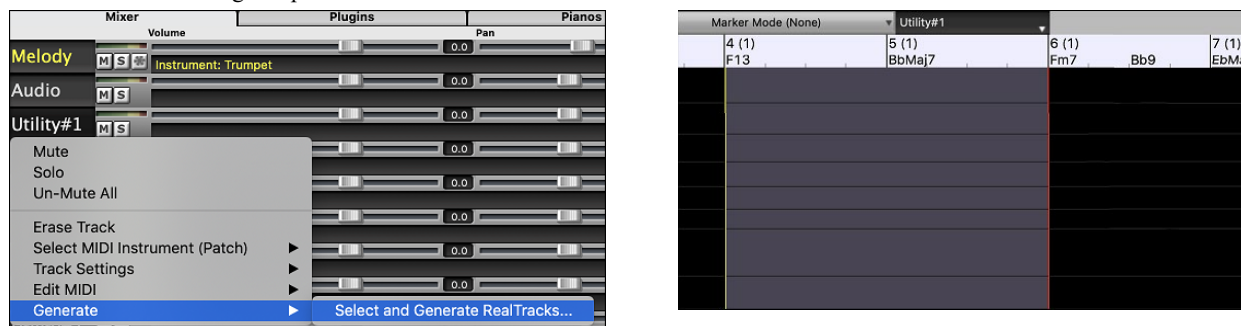 Mixer Plugins Pianos
Volume Pan
Melody M S Instrument: Trumpet 0.0
Audio M S 0.0
Utility#1 M S 0.0
Mute 0.0
Solo
Un-Mute All 0.0
Erase Track 0.0
Select MIDI Instrument (Patch) 0.0
Track Settings
Edit MIDI 0.0
Generate Select and Generate RealTracks...
Marker Mode (None) Utility#1
4 (1) 5 (1) 6 (1) 7 (1)
F13 BbMaj7 Fm7 Bb9 EbMa